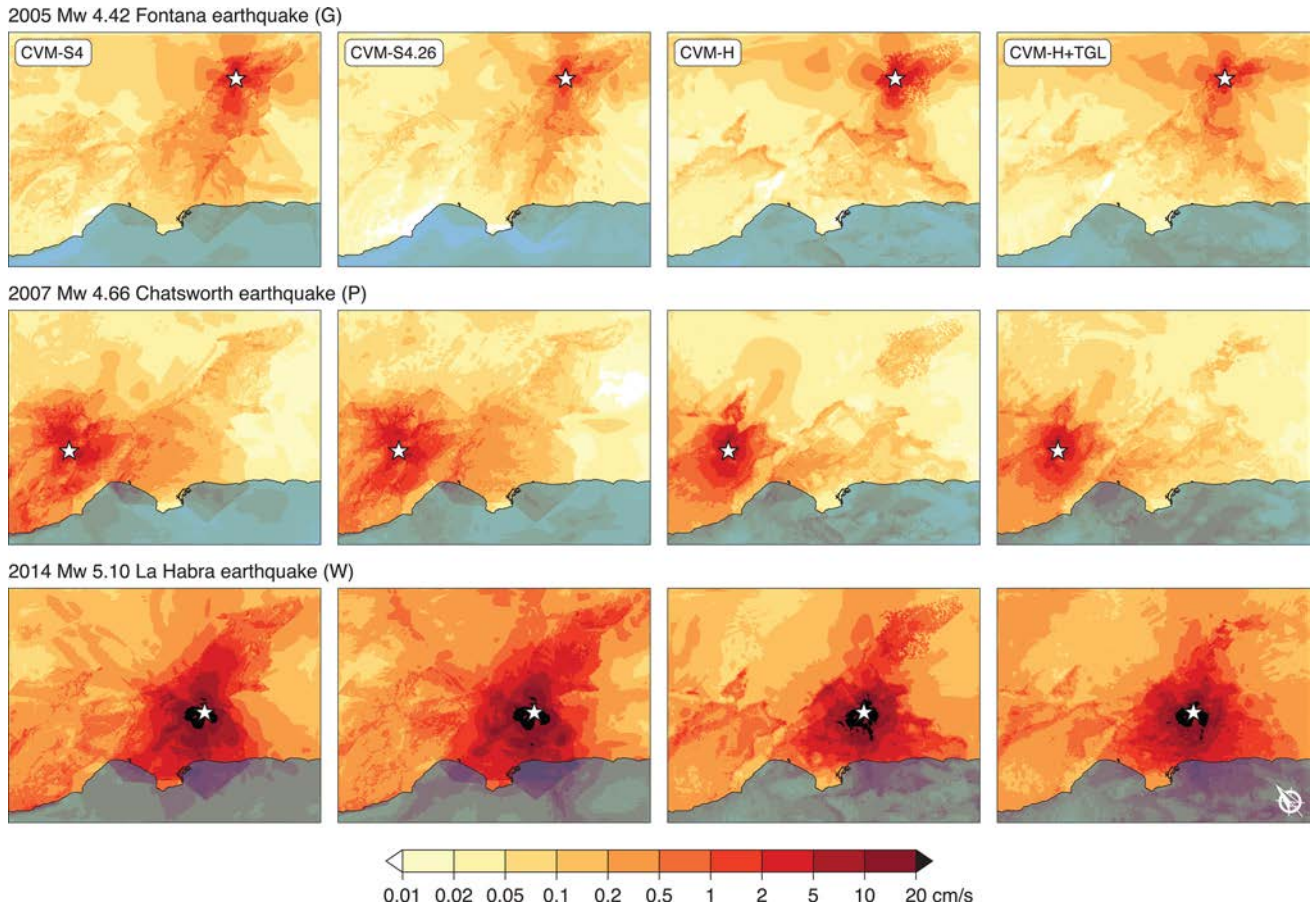 2005 Mw 4.42 Fontana earthquake (G)
CVM-S4
CVM-S4.26
CVM-H
CVM-H+TGL
2007 Mw 4.66 Chatsworth earthquake (P)
2014 Mw 5.10 La Habra earthquake (W)
0.01 0.02 0.05 0.1 0.2 0.5 1 2 5 10 20 cm/s